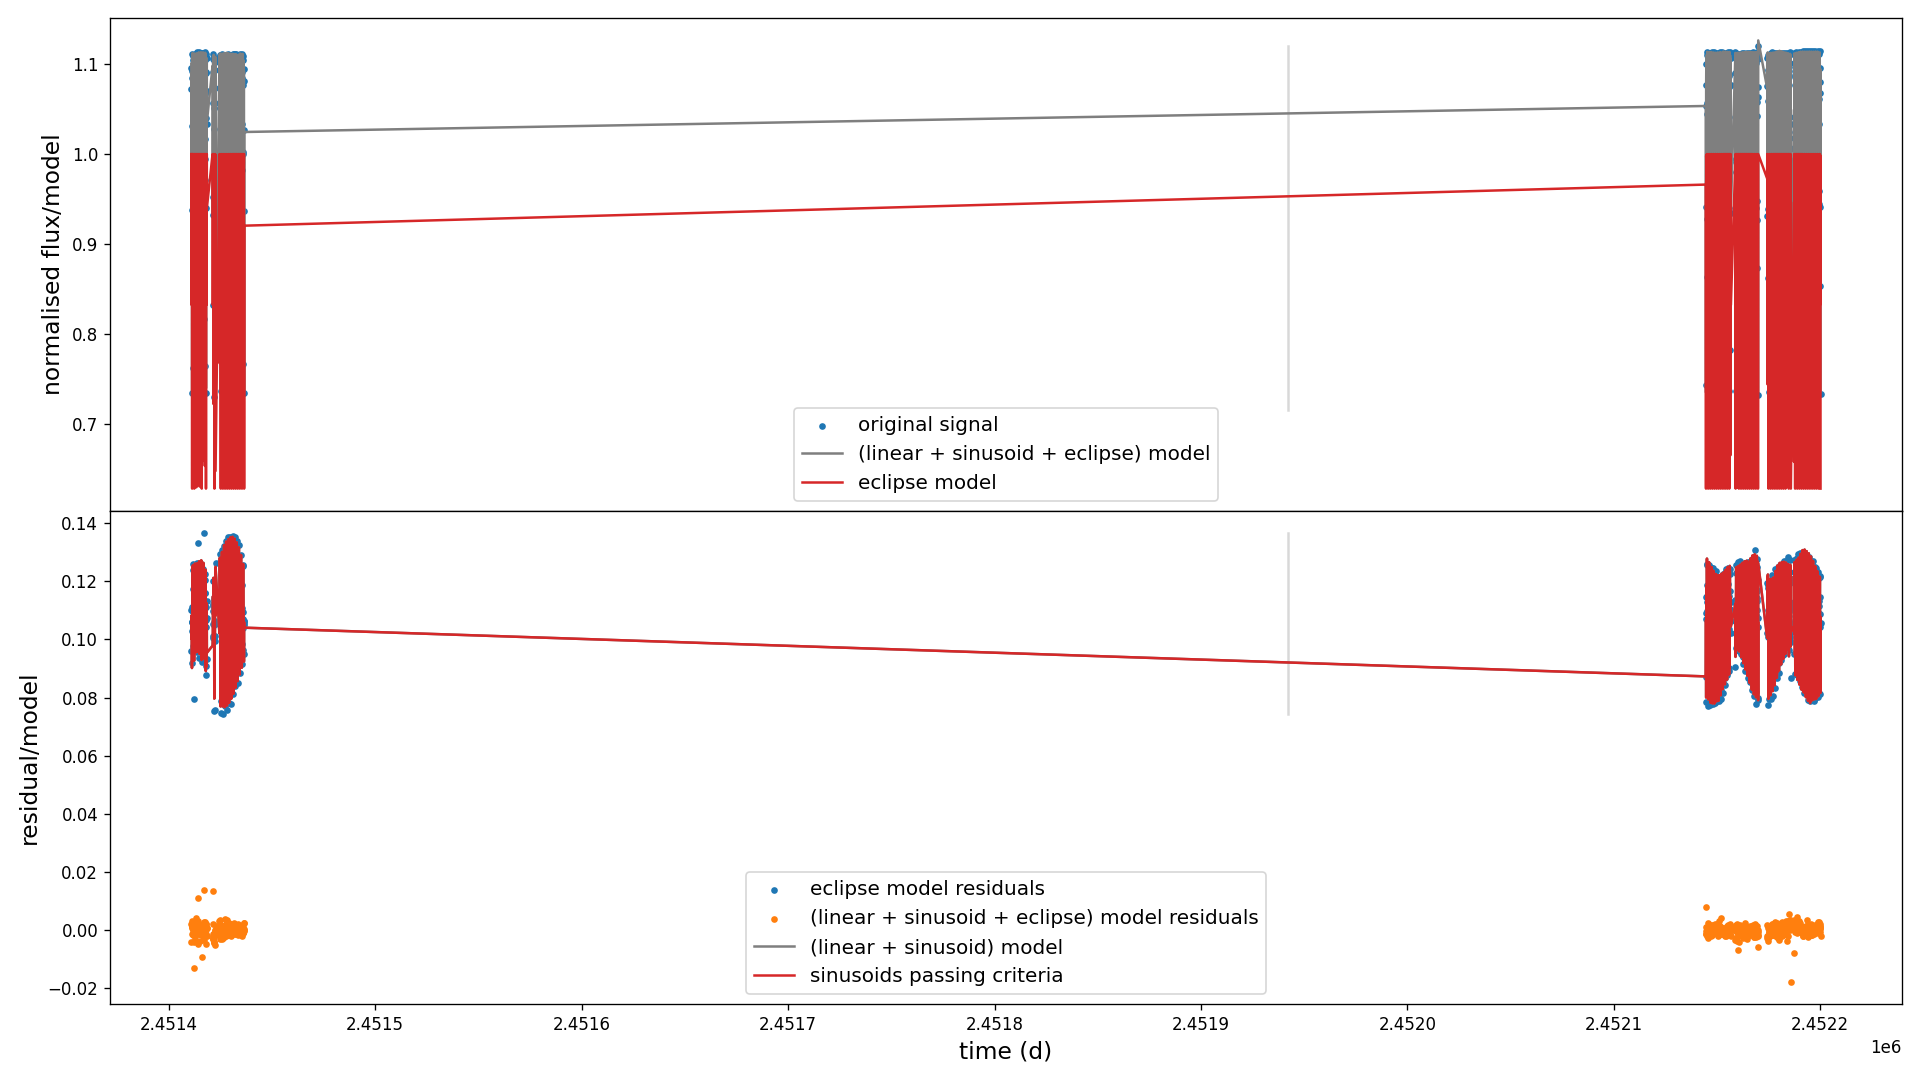 normalised flux/model
1.1
1.0
0.9
0.8
0.7
original signal
(linear + sinusoid + eclipse) model
eclipse model
residual/model
0.14
0.12
0.10
0.08
0.06
0.04
0.02
0.00
−0.02
eclipse model residuals
(linear + sinusoid + eclipse) model residuals
(linear + sinusoid) model
sinusoids passing criteria
2.4514 2.4515 2.4516 2.4517 2.4518 2.4519 2.4520 2.4521 2.4522
1e6
time (d)